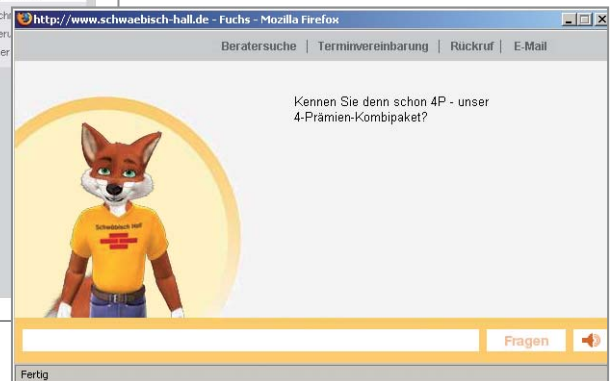 http://www.schwaebisch-hall.de - Fuchs - Mozilla Firefox
Beratersuche | Terminvereinbarung | Rückruf | E-Mail
Kennen Sie denn schon 4P - unser
4-Prämien-Kombipaket?
Schwäbisch Hall
Fragen
Fertig